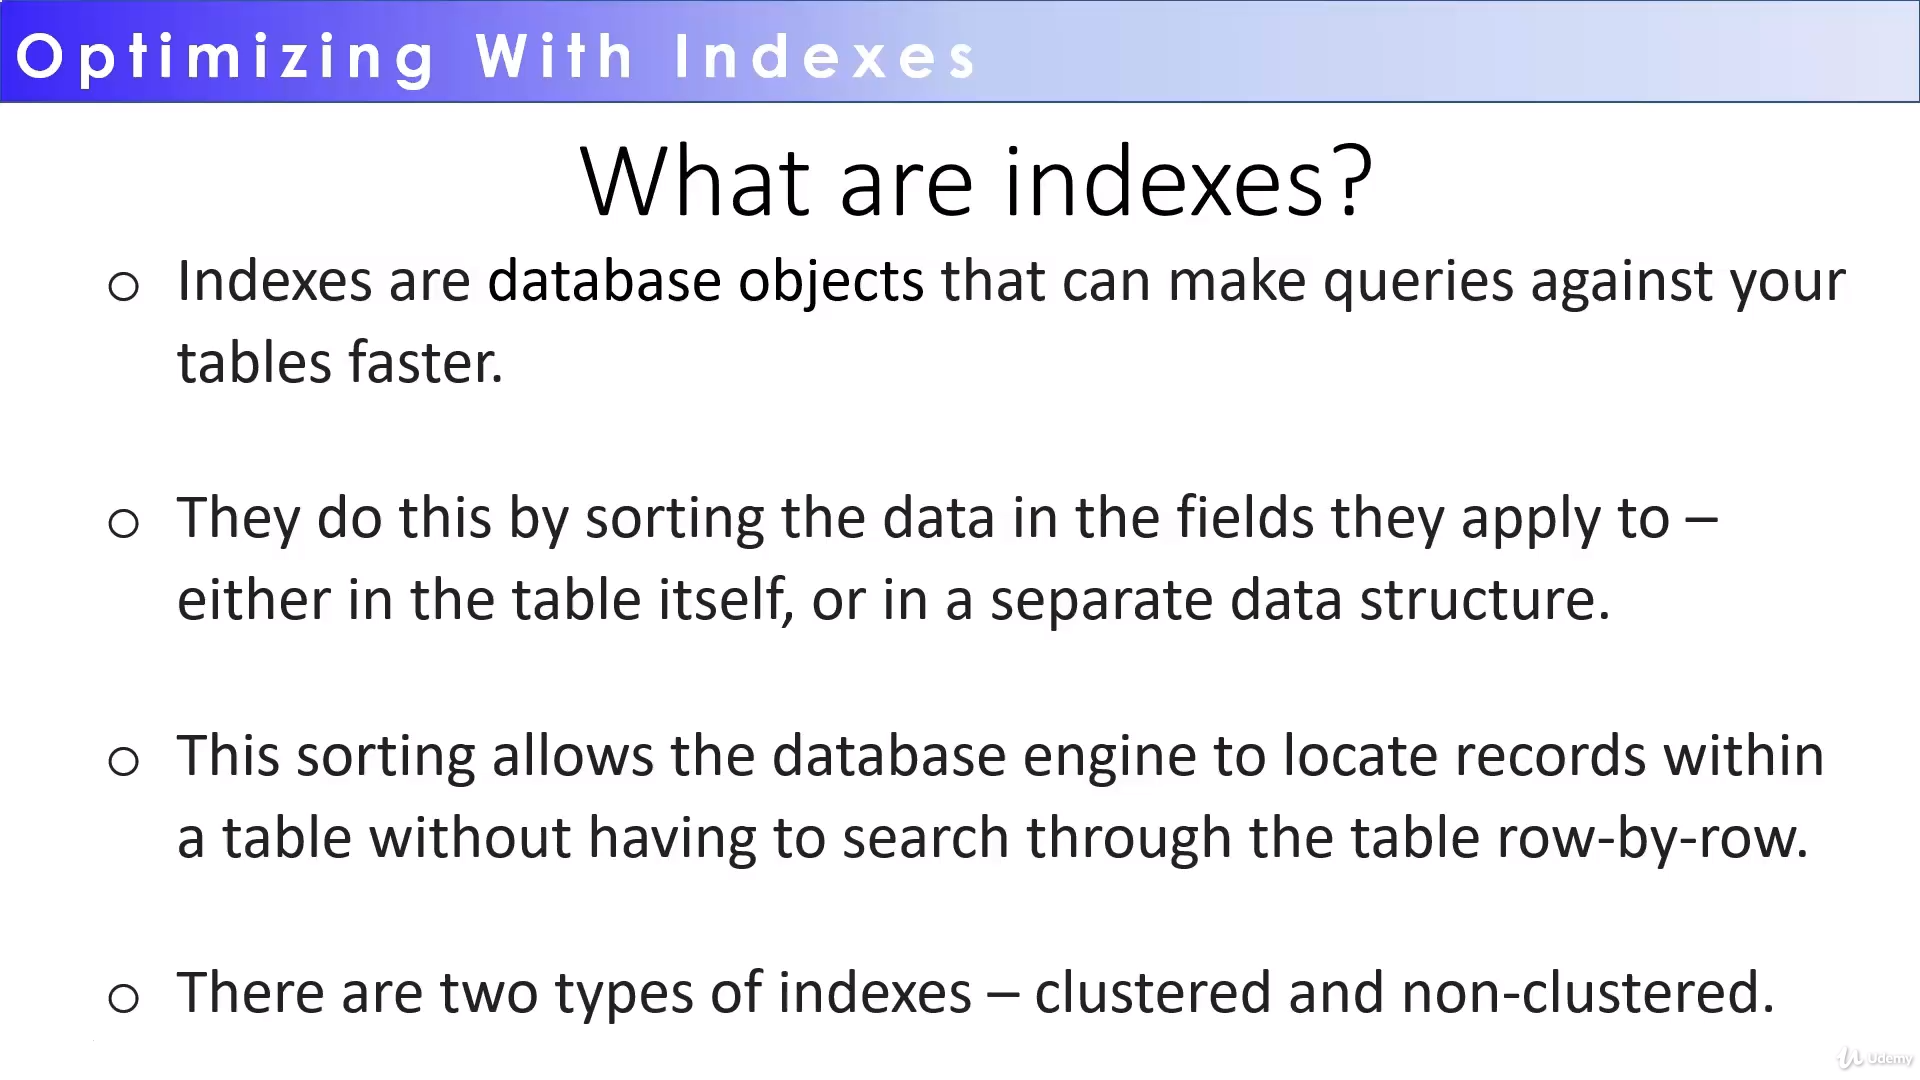 Optimizing With Indexes
What are indexes?
o Indexes are database objects that can make queries against your
tables faster.
o They do this by sorting the data in the fields they apply to –
either in the table itself, or in a separate data structure.
o This sorting allows the database engine to locate records within
a table without having to search through the table row-by-row.
o There are two types of indexes – clustered and non-clustered.
Udemy